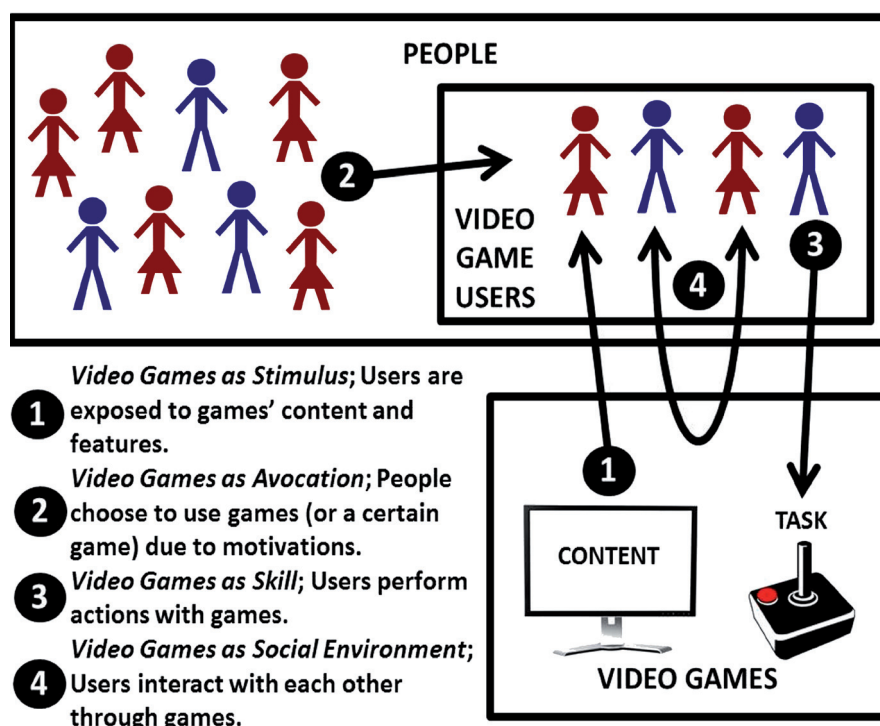 PEOPLE
2
VIDEO
GAME
USERS
3
4
1
Video Games as Stimulus; Users are
exposed to games’ content and
features.
1
Video Games as Avocation; People
choose to use games (or a certain
game) due to motivations.
2
Video Games as Skill; Users perform
actions with games.
3
Video Games as Social Environment;
Users interact with each other
through games.
4
CONTENT
TASK
VIDEO GAMES